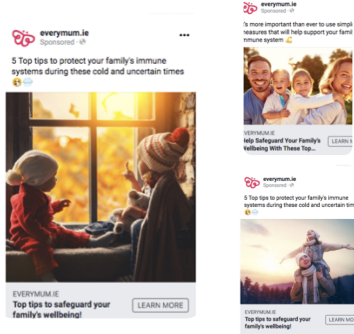 everymum.ie
Sponsored ·
5 Top tips to protect your family's immune
systems during these cold and uncertain times
EVERYMUM.IE
Top tips to safeguard your
family's wellbeing!
LEARN MORE
everymum.ie
Sponsored ·
's more important than ever to use simpl
measures that will help support your famil
mmune system
VERYMUM.IE
Help Safeguard Your Family's
Wellbeing With These Top...
LEARN M
everymum.ie
Sponsored ·
5 Top tips to protect your family's immune
systems during these cold and uncertain tim
EVERYMUM.IE
Top tips to safeguard your
family's wellbeing!
LEARN MO